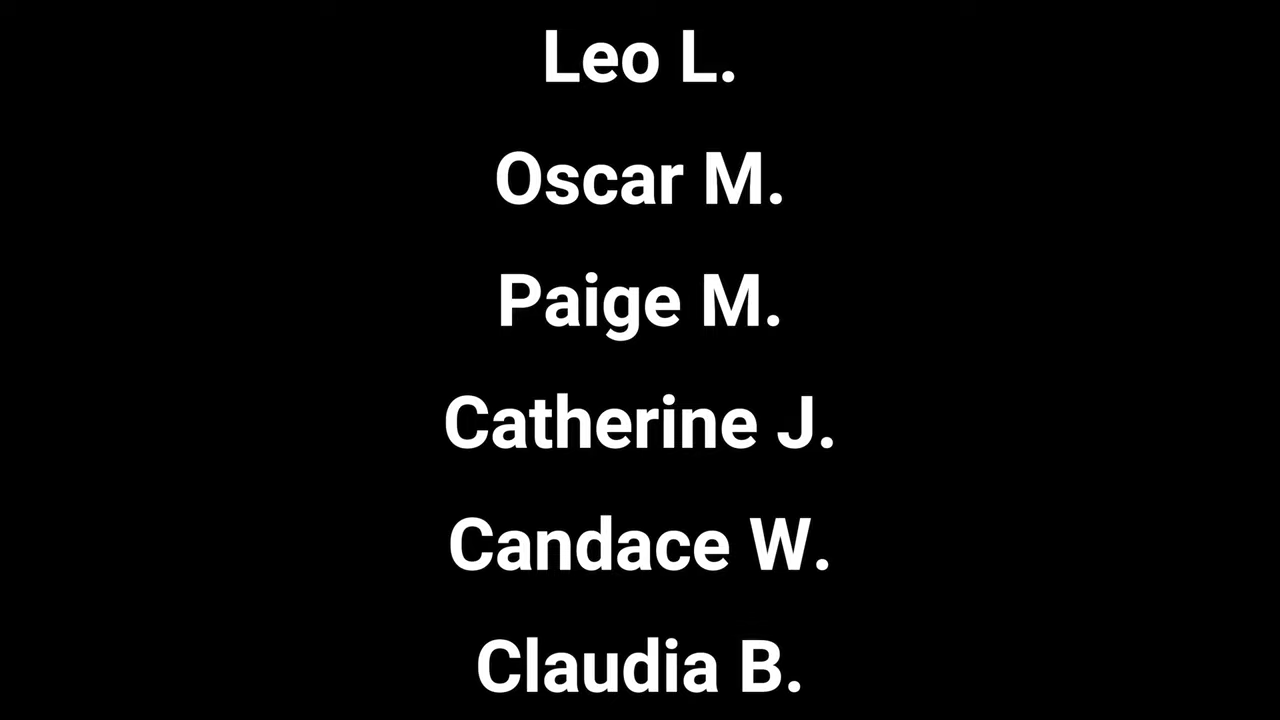 Leo L.
Oscar M.
Paige M.
Catherine J.
Candace W.
Claudia B.